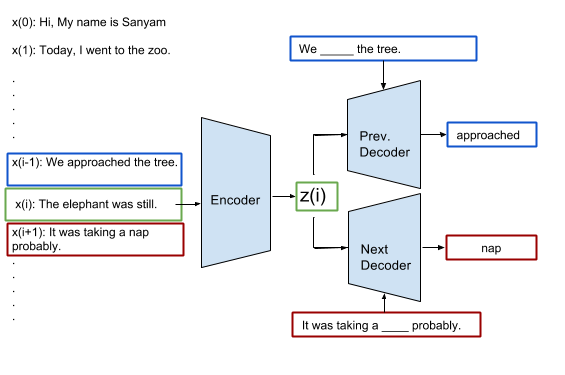 x(0): Hi, My name is Sanyam
x(1): Today, I went to the zoo.
.
.
.
.
.
x(i-1): We approached the tree.
x(i): The elephant was still.
x(i+1): It was taking a nap
probably.
.
.
.
.
.
Encoder
z(i)
We _____ the tree.
Prev.
Decoder
approached
Next
Decoder
nap
It was taking a ____ probably.